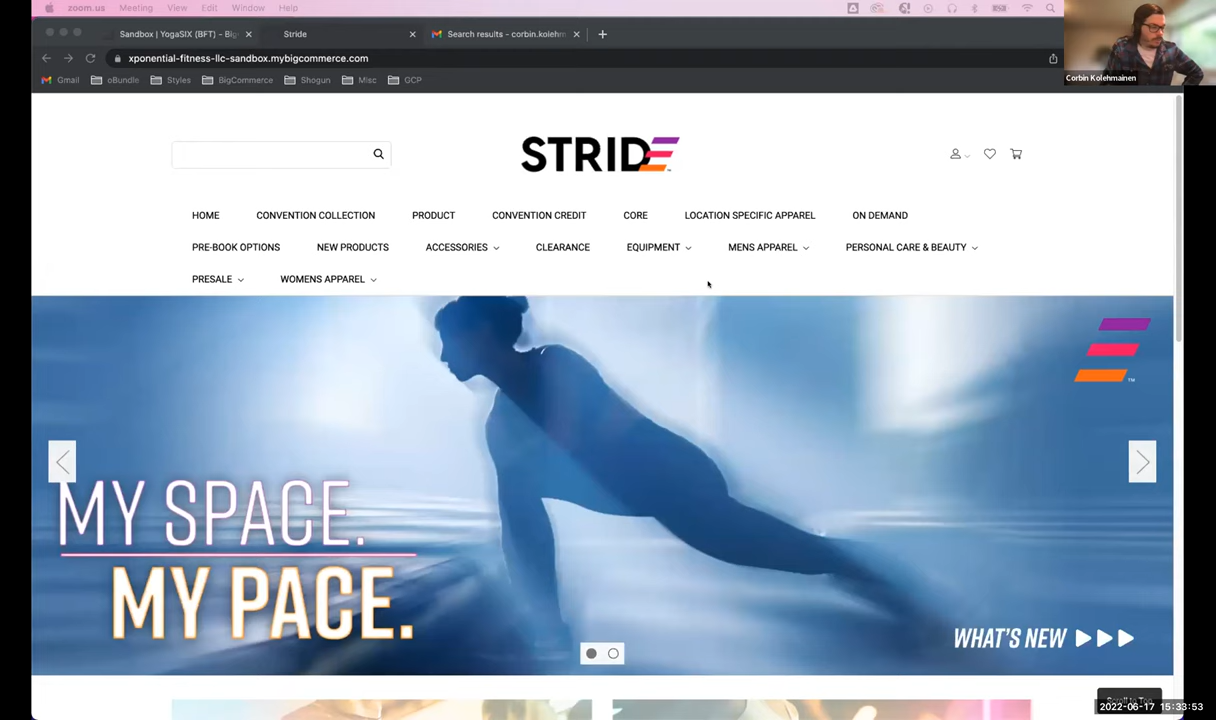 zoom.us Meeting View Edit Window Help
Sandbox | YogaSIX (BFT) - Big
Stride
Search results - corbin.kolehm
xponential-fitness-llc-sandbox.mybigcommerce.com
Gmail oBundle Styles BigCommerce Shogun Misc GCP
Corbin Kolehmainen
STRIDE
HOME CONVENTION COLLECTION PRODUCT CONVENTION CREDIT CORE LOCATION SPECIFIC APPAREL ON DEMAND
PRE-BOOK OPTIONS NEW PRODUCTS ACCESSORIES CLEARANCE EQUIPMENT MENS APPAREL PERSONAL CARE & BEAUTY
PRESALE WOMENS APPAREL
MY SPACE.
MY PACE.
WHAT'S NEW
Scroll to Top
2022-06-17 15:33:53